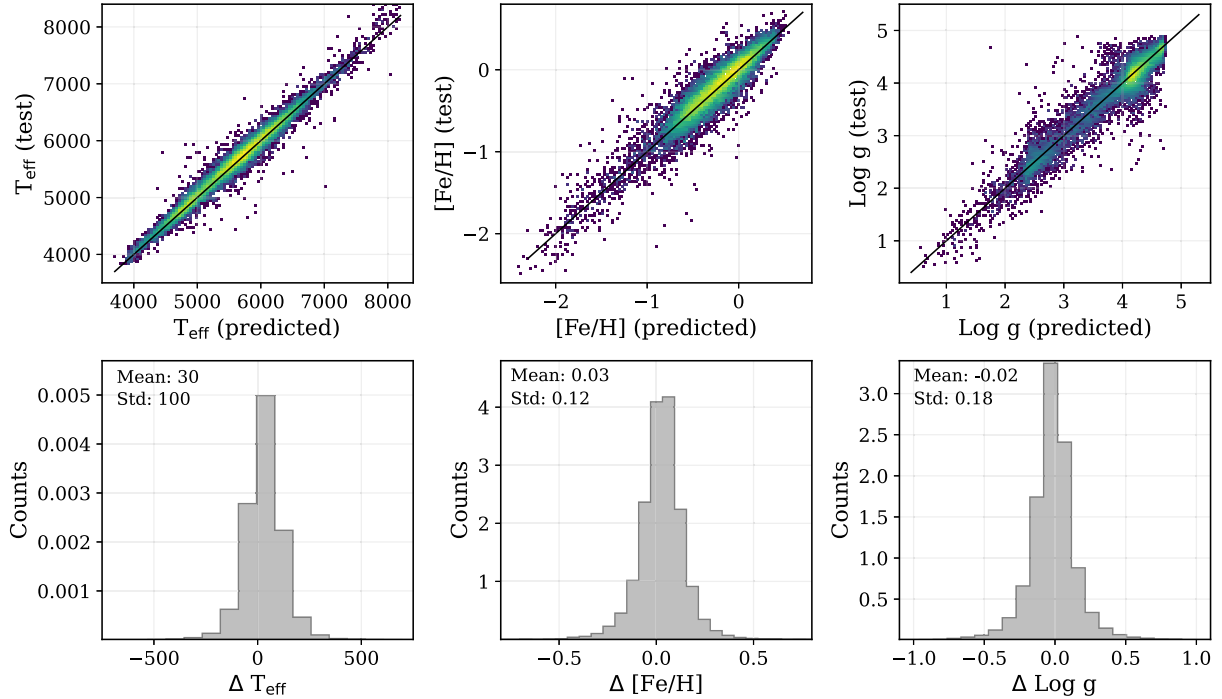 8000
7000
6000
5000
4000
T_eff (test)
4000 5000 6000 7000 8000
T_eff (predicted)
0
−1
−2
[Fe/H] (test)
−2 −1 0
[Fe/H] (predicted)
5
4
3
2
1
Log g (test)
1 2 3 4 5
Log g (predicted)
Mean: 30
Std: 100
0.005
0.004
0.003
0.002
0.001
Counts
−500 0 500
Δ T_eff
Mean: 0.03
Std: 0.12
4
3
2
1
Counts
−0.5 0.0 0.5
Δ [Fe/H]
Mean: -0.02
Std: 0.18
3.0
2.5
2.0
1.5
1.0
0.5
Counts
−1.0 −0.5 0.0 0.5 1.0
Δ Log g